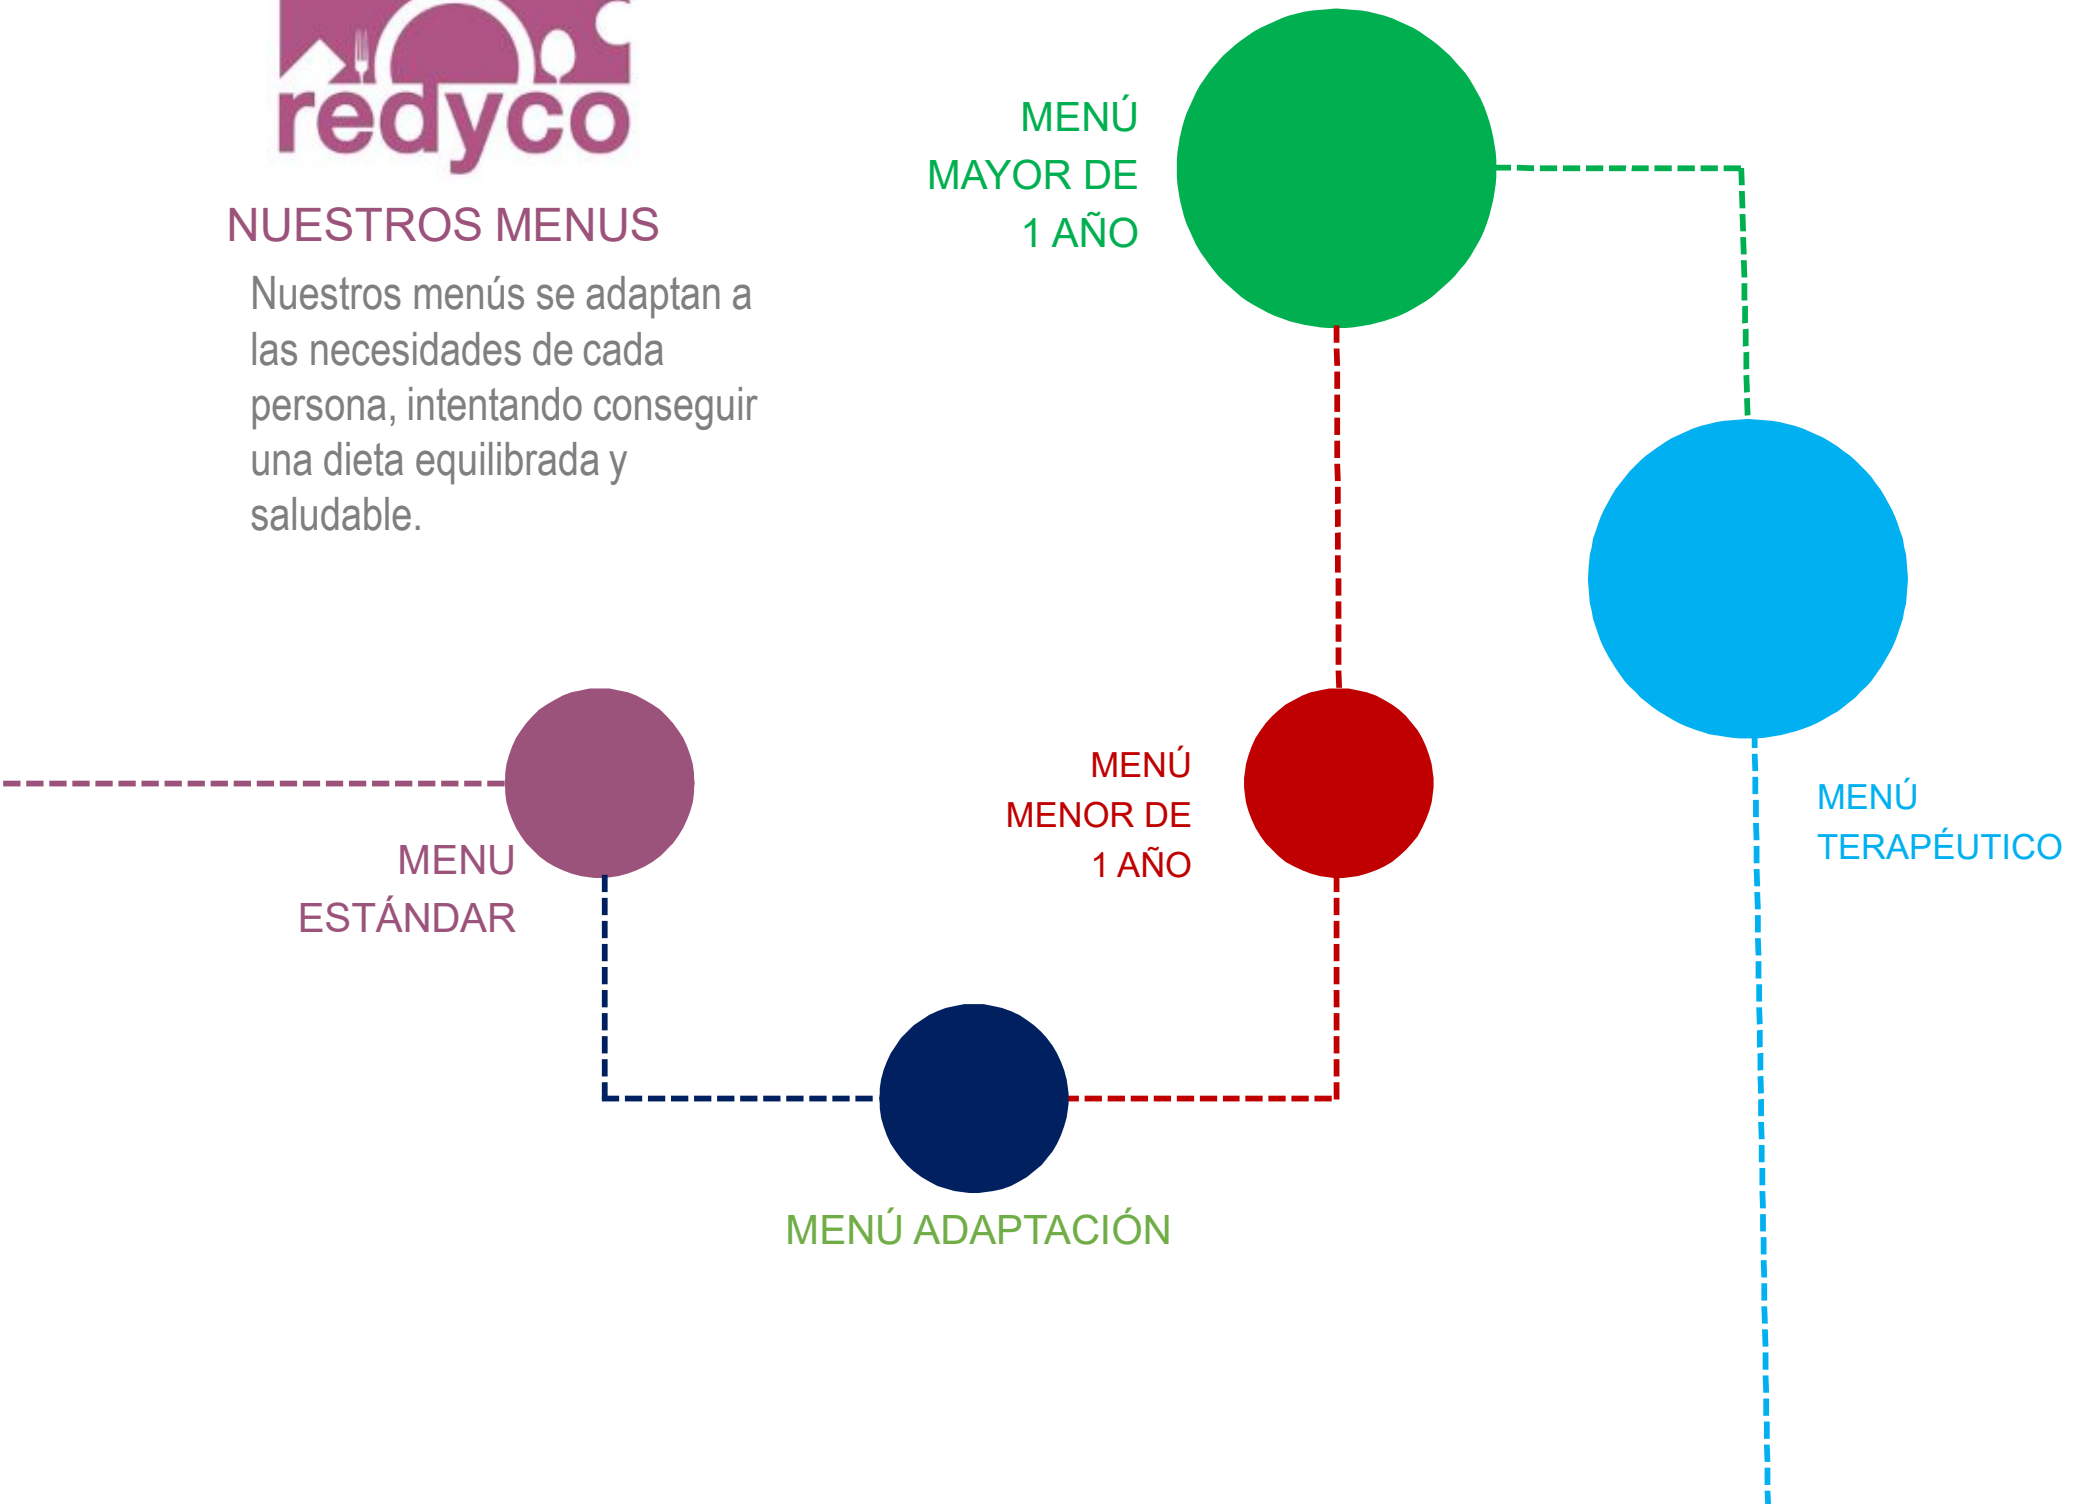 redyco
NUESTROS MENUS
Nuestros menús se adaptan a
las necesidades de cada
persona, intentando conseguir
una dieta equilibrada y
saludable.
MENÚ
MAYOR DE
1 AÑO
MENU
ESTÁNDAR
MENÚ
MENOR DE
1 AÑO
MENÚ
TERAPÉUTICO
MENÚ ADAPTACIÓN